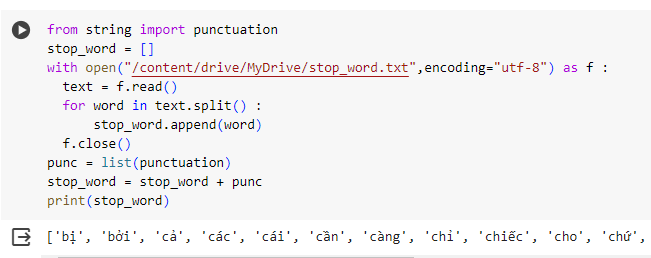 from string import punctuation
stop_word = []
with open("/content/drive/MyDrive/stop_word.txt",encoding="utf-8") as f :
  text = f.read()
  for word in text.split() :
      stop_word.append(word)
  f.close()
punc = list(punctuation)
stop_word = stop_word + punc
print(stop_word)
['bị', 'bởi', 'cả', 'các', 'cái', 'cần', 'càng', 'chỉ', 'chiếc', 'cho', 'chứ',